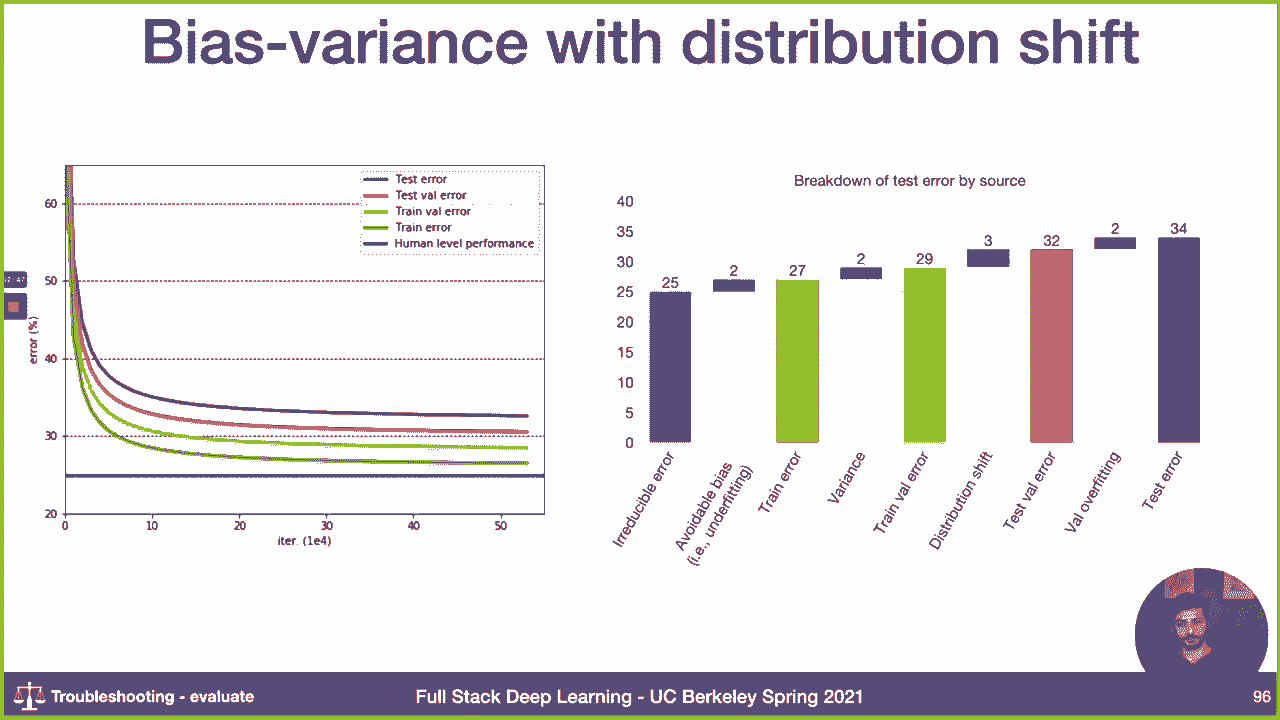 Bias-variance with distribution shift
Test error
Test val error
Train val error
Train error
Human level performance
60
50
40
30
20
error (%)
0 10 20 30 40 50
iter. (1e4)
Breakdown of test error by source
40
35
30
25
20
15
10
5
0
25
2
27
2
29
3
32
2
34
Irreducible error
Avoidable bias
(i.e., underfitting)
Train error
Variance
Train val error
Distribution shift
Test val error
Val overfitting
Test error
Troubleshooting - evaluate
Full Stack Deep Learning - UC Berkeley Spring 2021
96